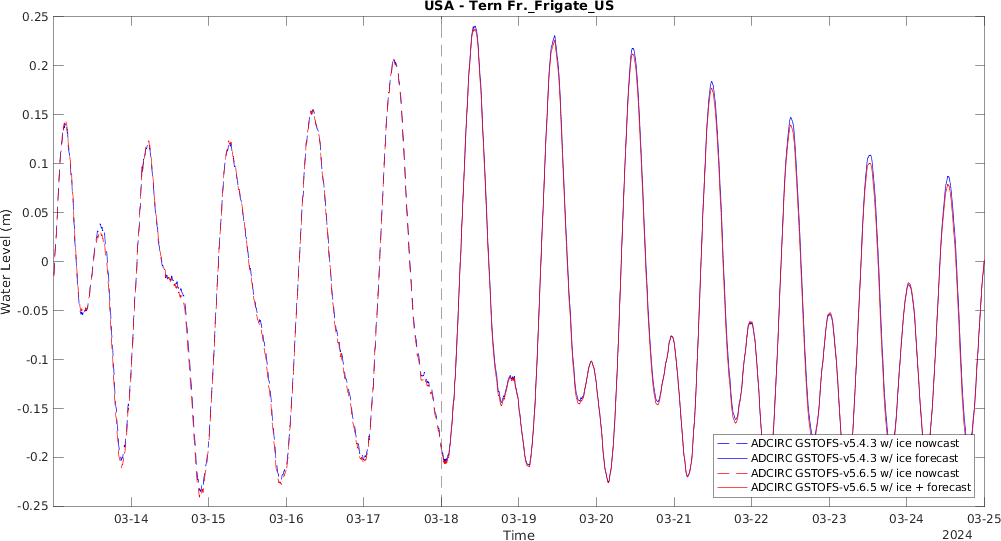 USA - Tern Fr._Frigate_US
0.25
0.2
0.15
0.1
0.05
0
-0.05
-0.1
-0.15
-0.2
-0.25
Water Level (m)
ADCIRC GSTOFS-v5.4.3 w/ ice nowcast
ADCIRC GSTOFS-v5.4.3 w/ ice forecast
ADCIRC GSTOFS-v5.6.5 w/ ice nowcast
ADCIRC GSTOFS-v5.6.5 w/ ice + forecast
03-14 03-15 03-16 03-17 03-18 03-19 03-20 03-21 03-22 03-23 03-24 03-25
Time
2024